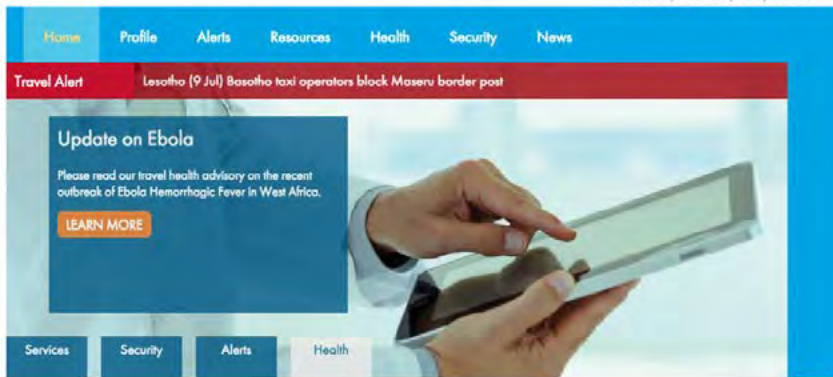 Home Profile Alerts Resources Health Security News
Travel Alert Lesotho (9 Jul) Basotho taxi operators block Maseru border post
Update on Ebola
Please read our travel health advisory on the recent
outbreak of Ebola Hemorrhagic Fever in West Africa.
LEARN MORE
Services Security Alerts Health